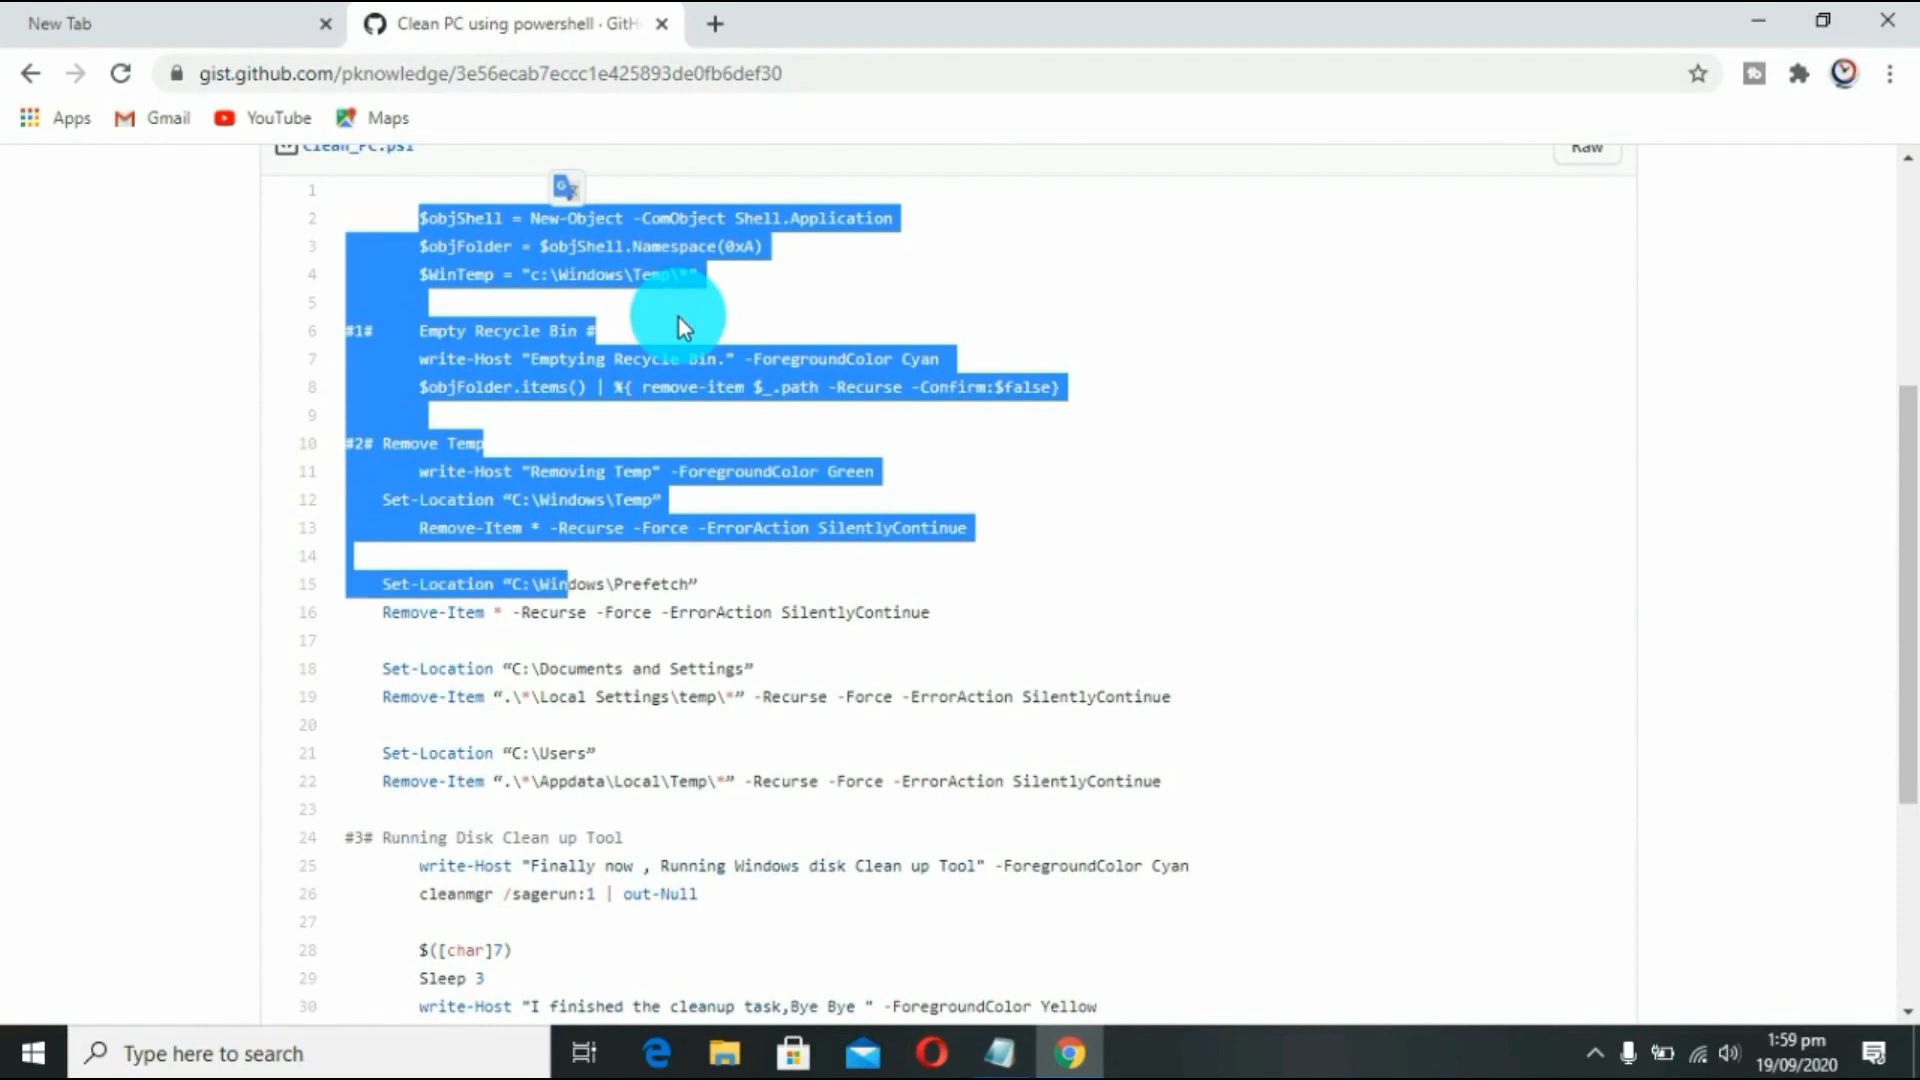 New Tab
Clean PC using powershell · GitH
gist.github.com/pknowledge/3e56ecab7eccc1e425893de0fb6def30
Apps Gmail YouTube Maps
Clean_PC.ps1
Raw
1
2 $objShell = New-Object -ComObject Shell.Application
3 $objFolder = $objShell.Namespace(0xA)
4 $WinTemp = "c:\Windows\Temp\*"
5
6 #1# Empty Recycle Bin #
7 write-Host "Emptying Recycle Bin." -ForegroundColor Cyan
8 $objFolder.items() | %{ remove-item $_.path -Recurse -Confirm:$false}
9
10 #2# Remove Temp
11 write-Host "Removing Temp" -ForegroundColor Green
12 Set-Location “C:\Windows\Temp”
13 Remove-Item * -Recurse -Force -ErrorAction SilentlyContinue
14
15 Set-Location “C:\Windows\Prefetch”
16 Remove-Item * -Recurse -Force -ErrorAction SilentlyContinue
17
18 Set-Location “C:\Documents and Settings”
19 Remove-Item “.\*\Local Settings\temp\*” -Recurse -Force -ErrorAction SilentlyContinue
20
21 Set-Location “C:\Users”
22 Remove-Item “.\*\Appdata\Local\Temp\*” -Recurse -Force -ErrorAction SilentlyContinue
23
24 #3# Running Disk Clean up Tool
25 write-Host "Finally now , Running Windows disk Clean up Tool" -ForegroundColor Cyan
26 cleanmgr /sagerun:1 | out-Null
27
28 $([char]7)
29 Sleep 3
30 write-Host "I finished the cleanup task,Bye Bye " -ForegroundColor Yellow
Type here to search
1:59 pm
19/09/2020